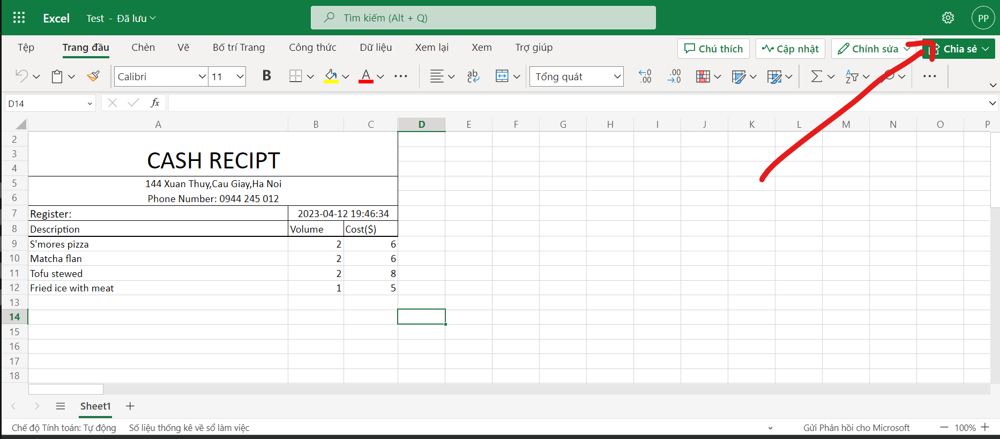 Excel Test - Đã lưu Tìm kiếm (Alt + Q) PP
Tệp Trang đầu Chèn Vẽ Bố trí Trang Công thức Dữ liệu Xem lại Xem Trợ giúp Chú thích Cập nhật Chỉnh sửa Chia sẻ
Calibri 11 B A ab Tổng quát
D14 fx
A B C D E F G H I J K L M N O P
2
3 CASH RECIPT
4
5 144 Xuan Thuy,Cau Giay,Ha Noi
6 Phone Number: 0944 245 012
7 Register: 2023-04-12 19:46:34
8 Description Volume Cost($)
9 S'mores pizza 2 6
10 Matcha flan 2 6
11 Tofu stewed 2 8
12 Fried ice with meat 1 5
13
14
15
16
17
18
Sheet1
Chế độ Tính toán: Tự động Số liệu thống kê về sổ làm việc Gửi Phản hồi cho Microsoft 100%